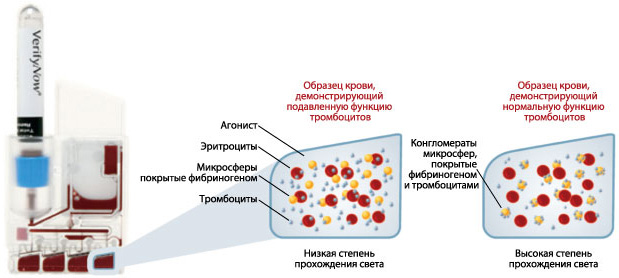 VerifyNow
Образец крови,
демонстрирующий
подавленную функцию
тромбоцитов
Агонист
Эритроциты
Микросферы
покрытые фибриногеном
Тромбоциты
Низкая степень
прохождения света
Образец крови,
демонстрирующий
нормальную функцию
тромбоцитов
Конгломераты
микросфер,
покрытые
фибриногеном
и тромбоцитами
Высокая степень
прохождения света